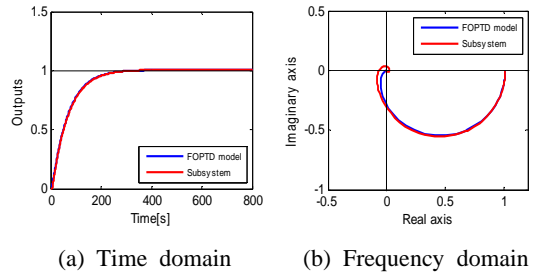 1.5
1
0.5
0
0
200
400
600
800
Outputs
Time[s]
FOPTD model
Subsystem
(a) Time domain
0.5
0
-0.5
-1
-0.5
0
0.5
1
Imaginary axis
Real axis
FOPTD model
Subsystem
(b) Frequency domain